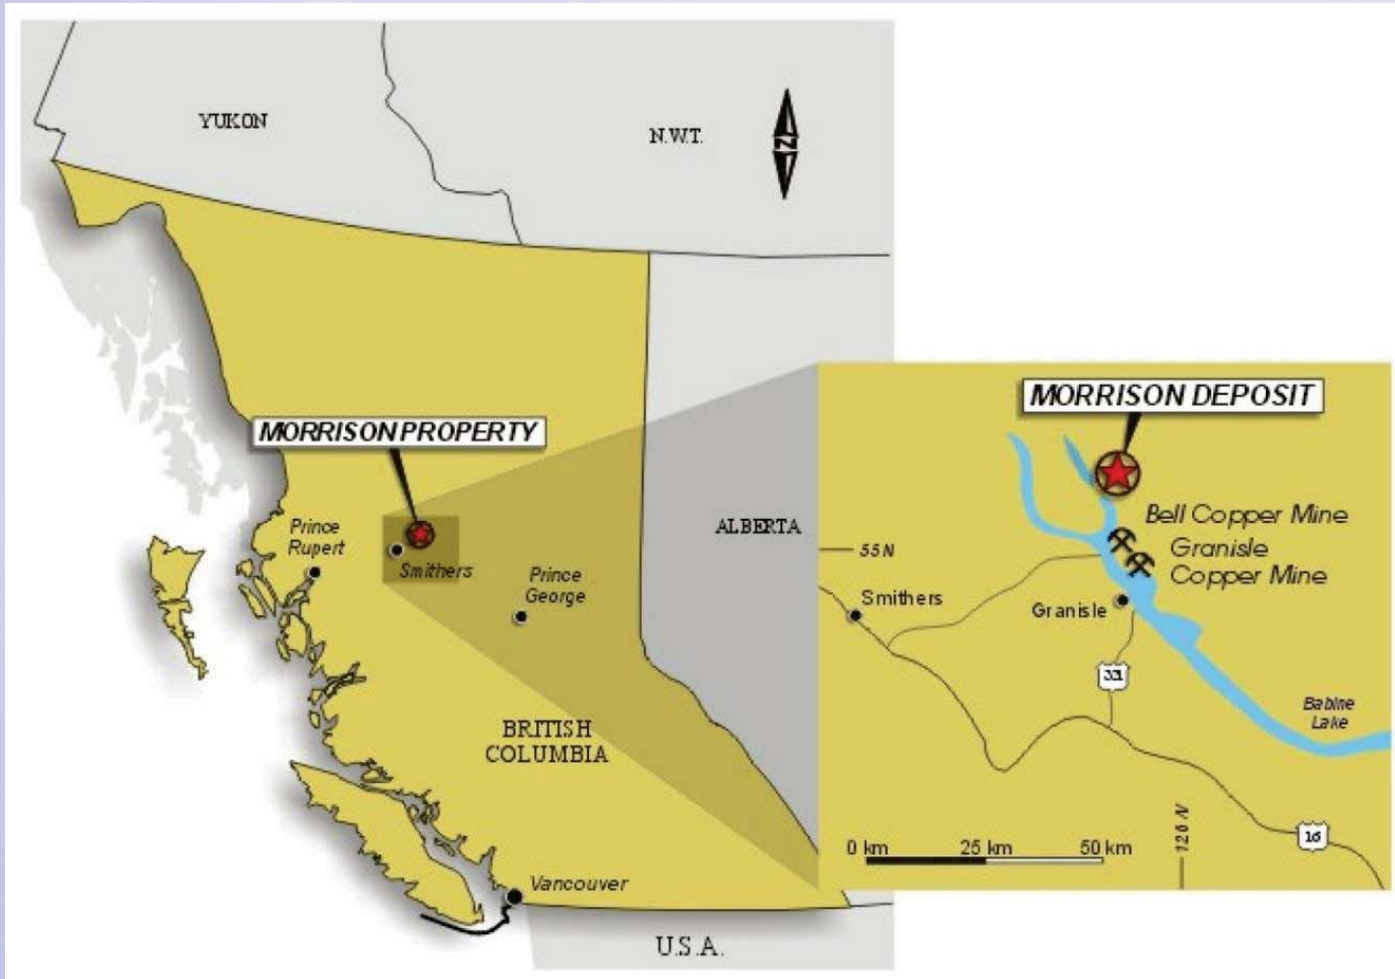 YUKON
N.W.T.
N
MORRISON PROPERTY
Prince
Rupert
Smithers
Prince
George
ALBERTA
BRITISH
COLUMBIA
Vancouver
U.S.A.
MORRISON DEPOSIT
Bell Copper Mine
Granisle
Copper Mine
55 N
Smithers
Granisle
Babine
Lake
126 N
16
0 km 25 km 50 km